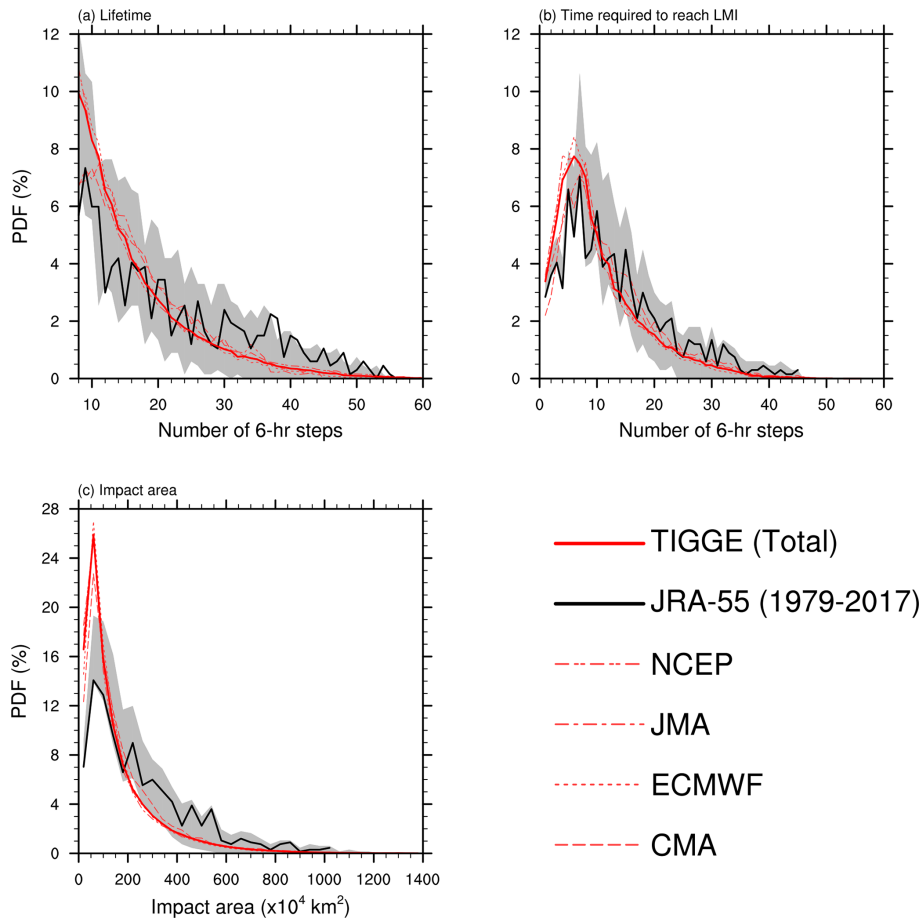 (a) Lifetime
12
10
8
6
4
2
0
PDF (%)
10 20 30 40 50 60
Number of 6-hr steps
(b) Time required to reach LMI
12
10
8
6
4
2
0
0 10 20 30 40 50 60
Number of 6-hr steps
(c) Impact area
28
24
20
16
12
8
4
0
PDF (%)
0 200 400 600 800 1000 1200 1400
Impact area (x10⁴ km²)
TIGGE (Total)
JRA-55 (1979-2017)
NCEP
JMA
ECMWF
CMA